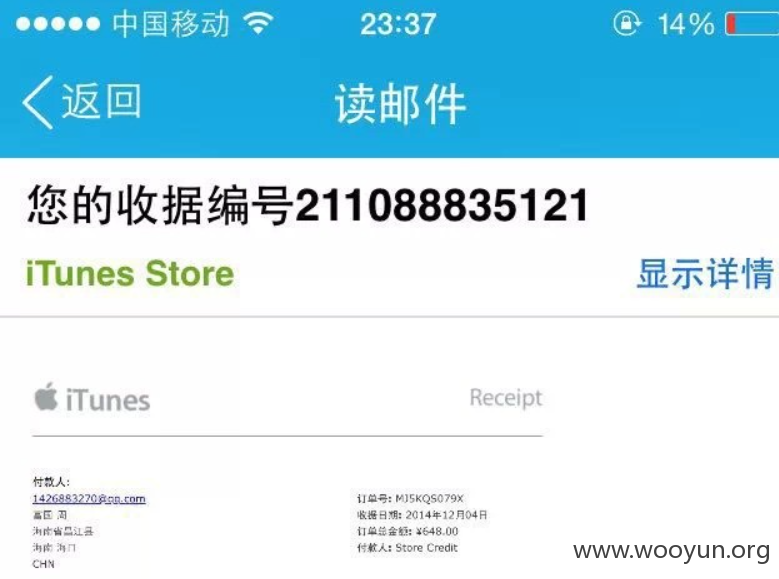 中国移动 23:37 14%
返回 读邮件
您的收据编号211088835121
iTunes Store 显示详情
iTunes Receipt
付款人:
1426883270@qq.com
富国 周
海南省昌江县
海南 海口
CHN
订单号: MJ5KQS079X
收据日期: 2014年12月04日
订单总金额: ¥648.00
付款人: Store Credit
www.wooyun.org